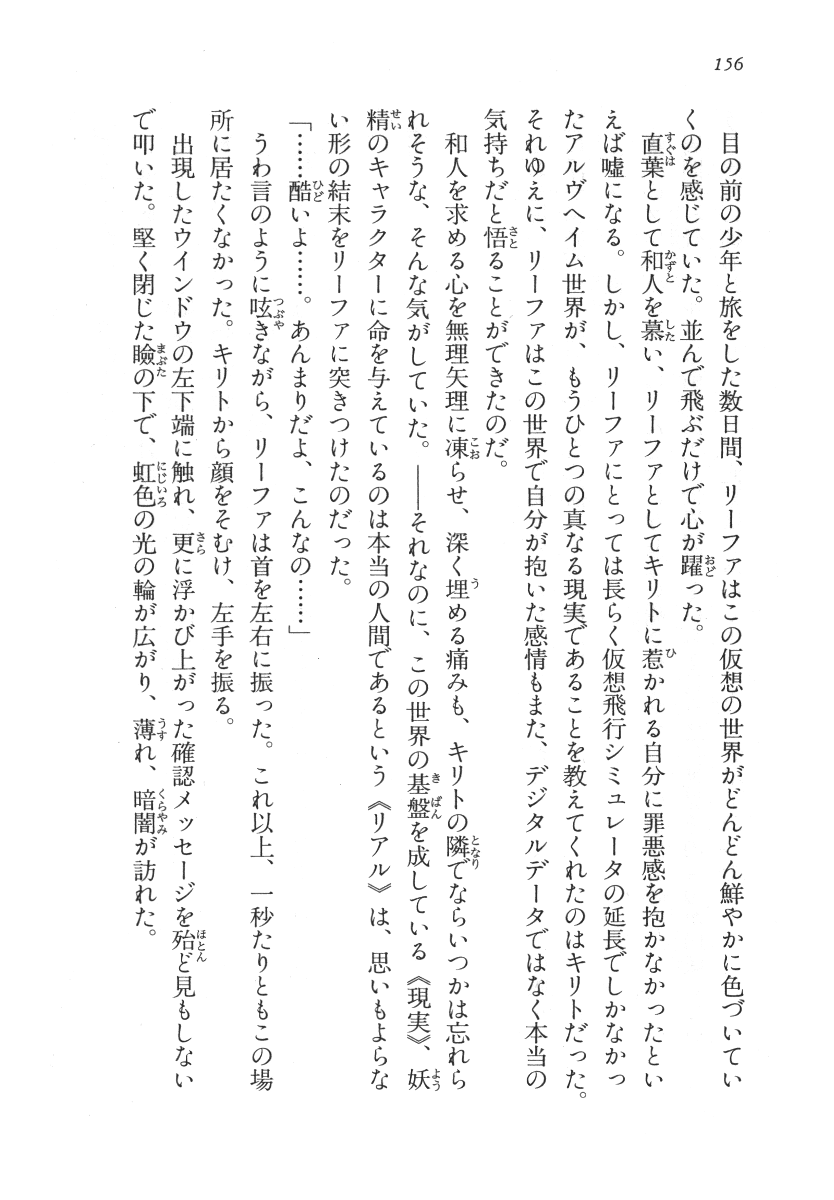 156
　目の前の少年と旅をした数日間、リーファはこの仮想の世界がどんどん鮮やかに色づいてい
くのを感じていた。並んで飛ぶだけで心が躍った。
　直葉として和人を慕い、リーファとしてキリトに惹かれる自分に罪悪感を抱かなかったとい
えば嘘になる。しかし、リーファにとっては長らく仮想飛行シミュレータの延長でしかなかっ
たアルヴヘイム世界が、もうひとつの真なる現実であることを教えてくれたのはキリトだった。
それゆえに、リーファはこの世界で自分が抱いた感情もまた、デジタルデータではなく本当の
気持ちだと悟ることができたのだ。
　和人を求める心を無理矢理に凍らせ、深く埋める痛みも、キリトの隣でならいつかは忘れら
れそうな、そんな気がしていた。――それなのに、この世界の基盤を成している《現実》、妖
精のキャラクターに命を与えているのは本当の人間であるという《リアル》は、思いもよらな
い形の結末をリーファに突きつけたのだった。
「……酷いよ……。あんまりだよ、こんなの……」
　うわ言のように呟きながら、リーファは首を左右に振った。これ以上、一秒たりともこの場
所に居たくなかった。キリトから顔をそむけ、左手を振る。
　出現したウインドウの左下端に触れ、更に浮かび上がった確認メッセージを殆ど見もしない
で叩いた。堅く閉じた瞼の下で、虹色の光の輪が広がり、薄れ、暗闇が訪れた。